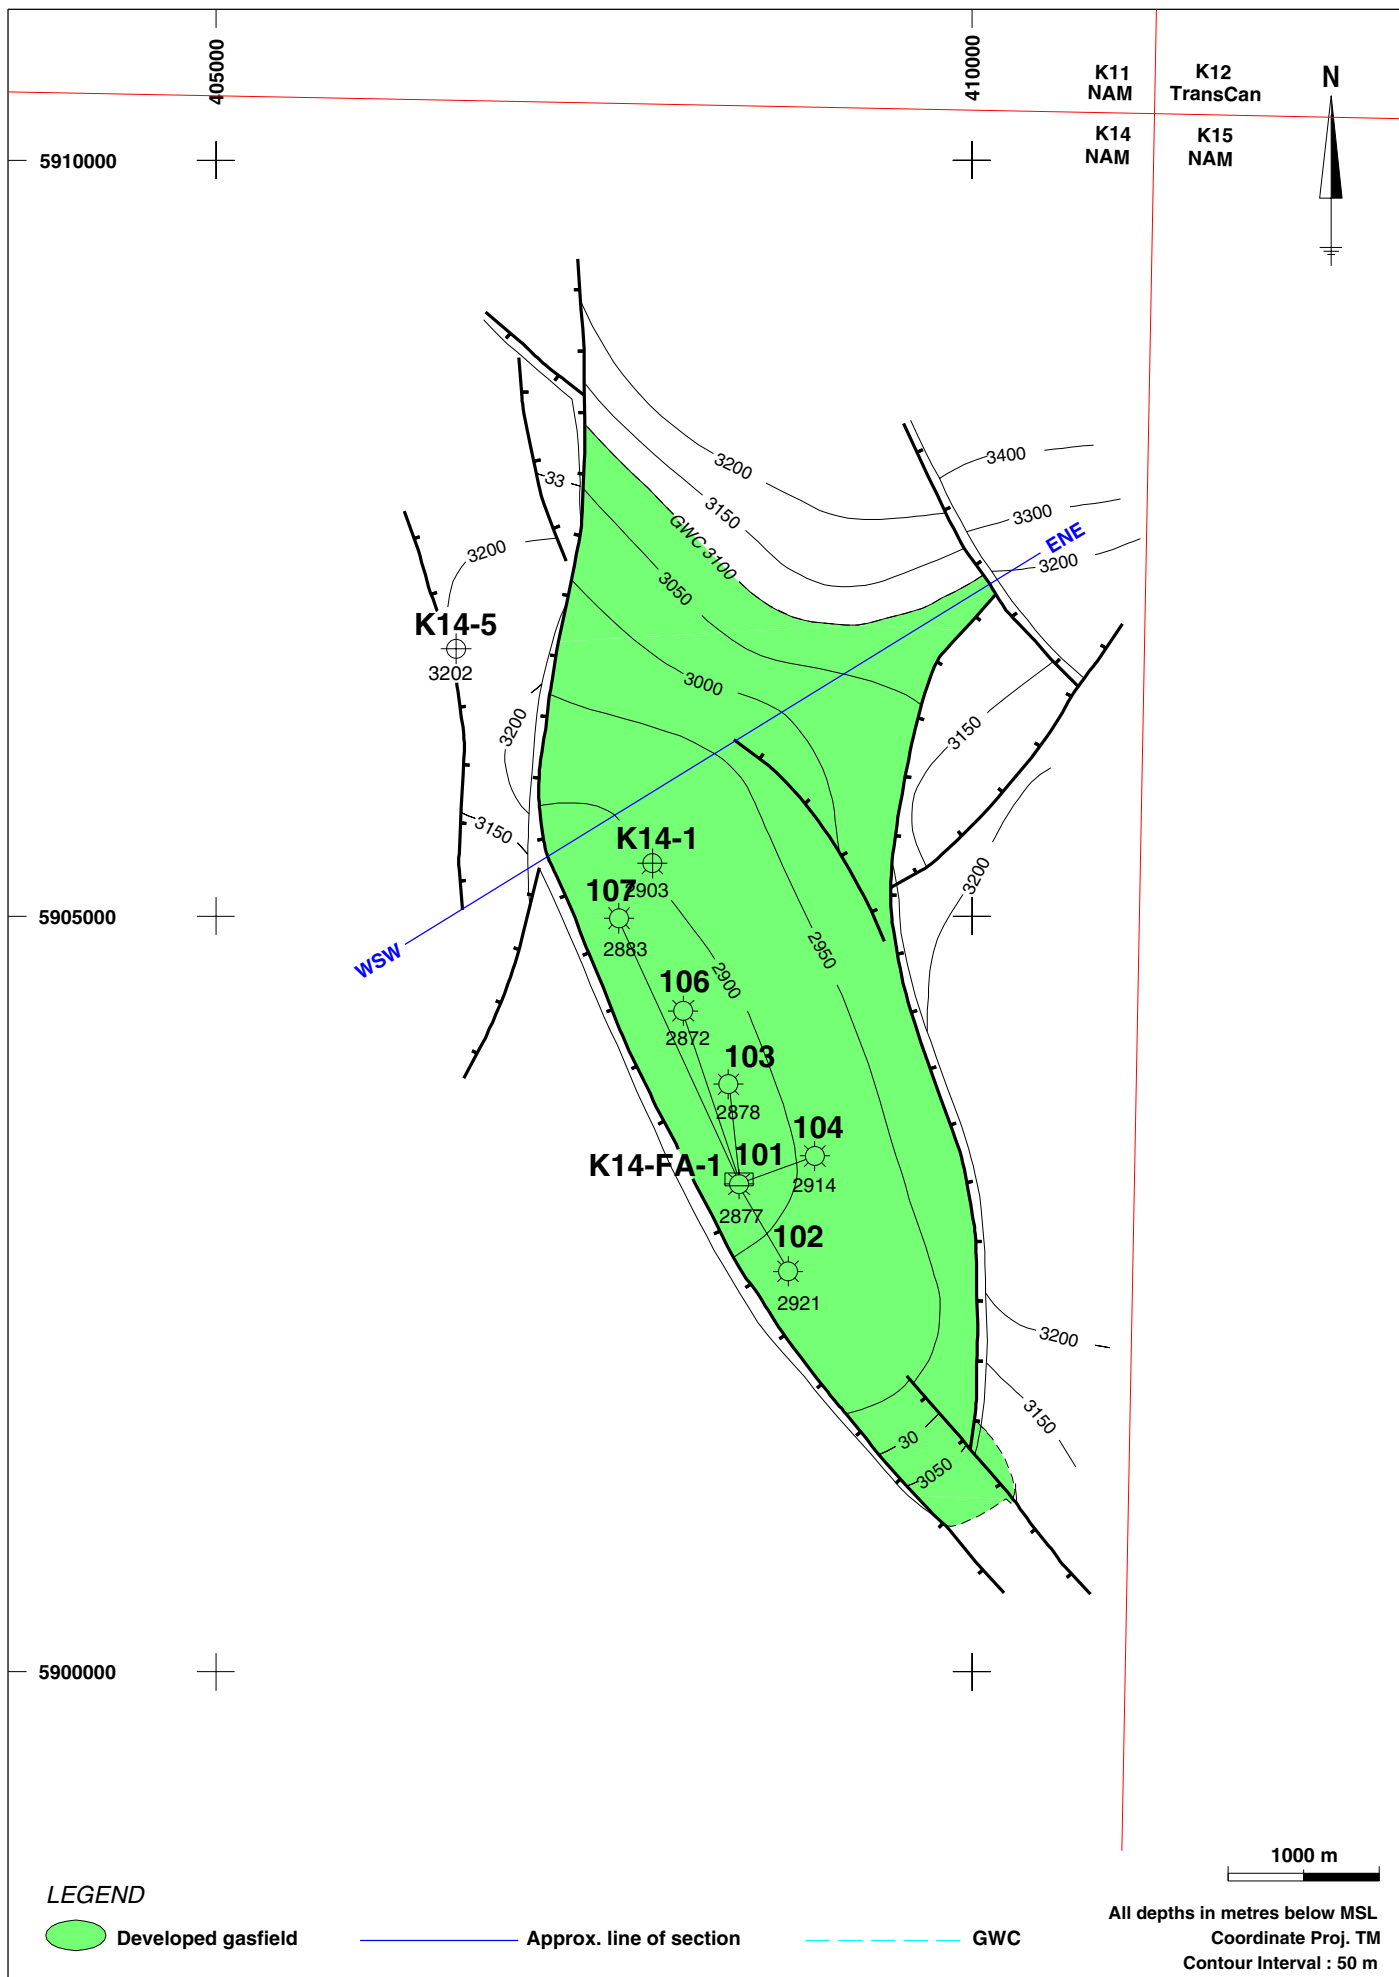 405000
410000
K11
NAM
K12
TransCan
N
K14
NAM
K15
NAM
5910000
3200
3400
33
3150
3300
GWC 3100
ENE
3200
3200
3050
K14-5
3202
3000
3200
3150
3150
K14-1
2903
107
2883
3200
5905000
WSW
2950
2900
106
2872
103
2878
104
2914
101
K14-FA-1
2877
102
2921
3200
3150
30
3050
5900000
1000 m
LEGEND
Developed gasfield
Approx. line of section
GWC
All depths in metres below MSL
Coordinate Proj. TM
Contour Interval : 50 m